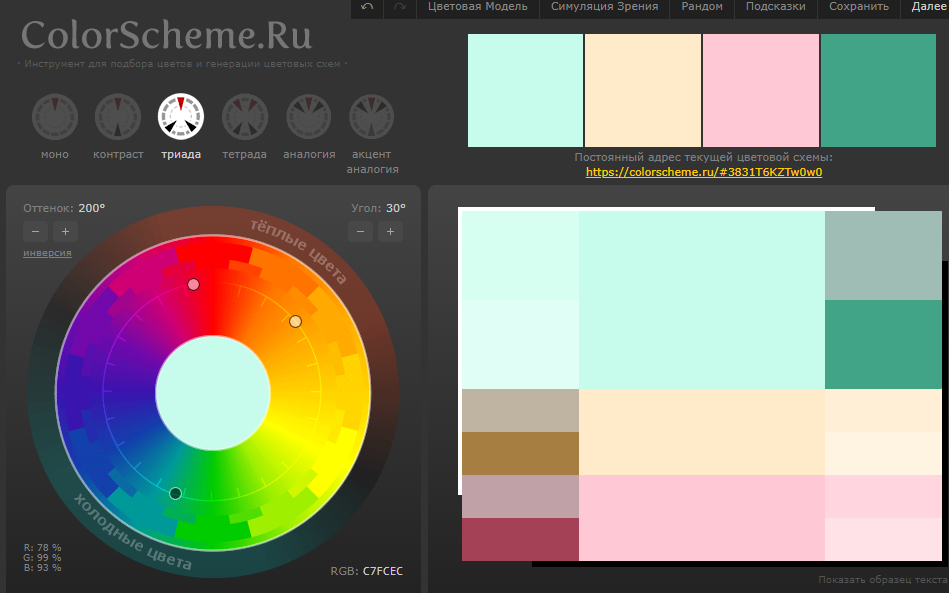 Цветовая Модель
Симуляция Зрения
Рандом
Подсказки
Сохранить
Далее
ColorScheme.Ru
· Инструмент для подбора цветов и генерации цветовых схем ·
моно
контраст
триада
тетрада
аналогия
акцент
аналогия
Постоянный адрес текущей цветовой схемы:
https://colorscheme.ru/#3831T6KZTw0w0
Оттенок: 200°
Угол: 30°
− +
− +
инверсия
тёплые цвета
холодные цвета
R: 78 %
G: 99 %
B: 93 %
RGB: C7FCEC
Показать образец текста